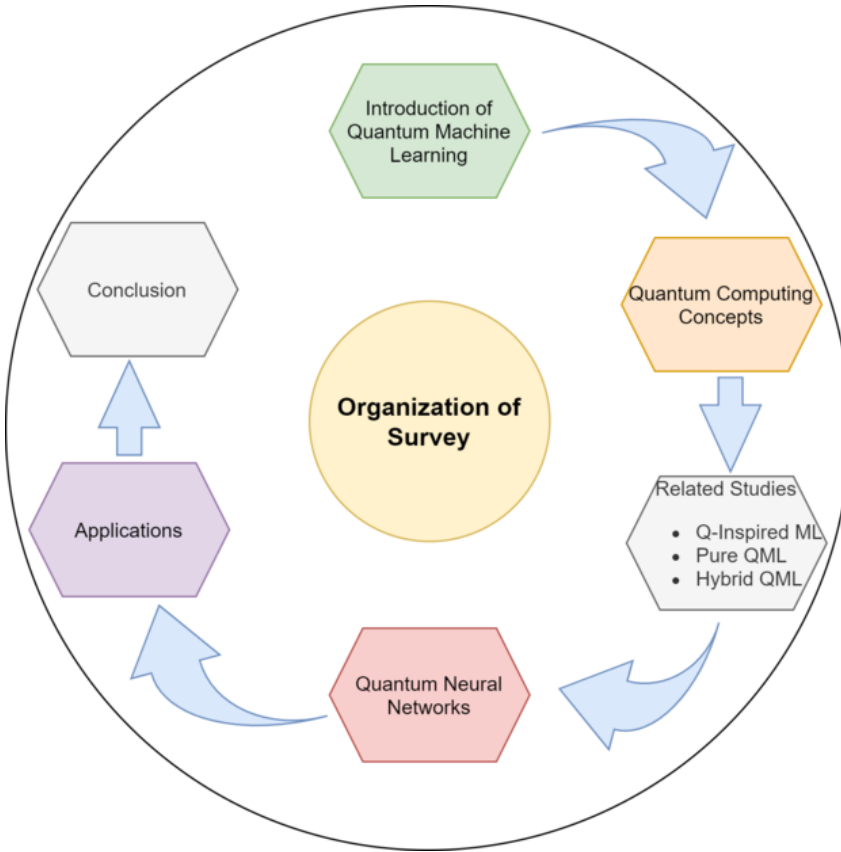 Introduction of
Quantum Machine
Learning
Quantum Computing
Concepts
Related Studies
• Q-Inspired ML
• Pure QML
• Hybrid QML
Quantum Neural
Networks
Applications
Conclusion
Organization of
Survey